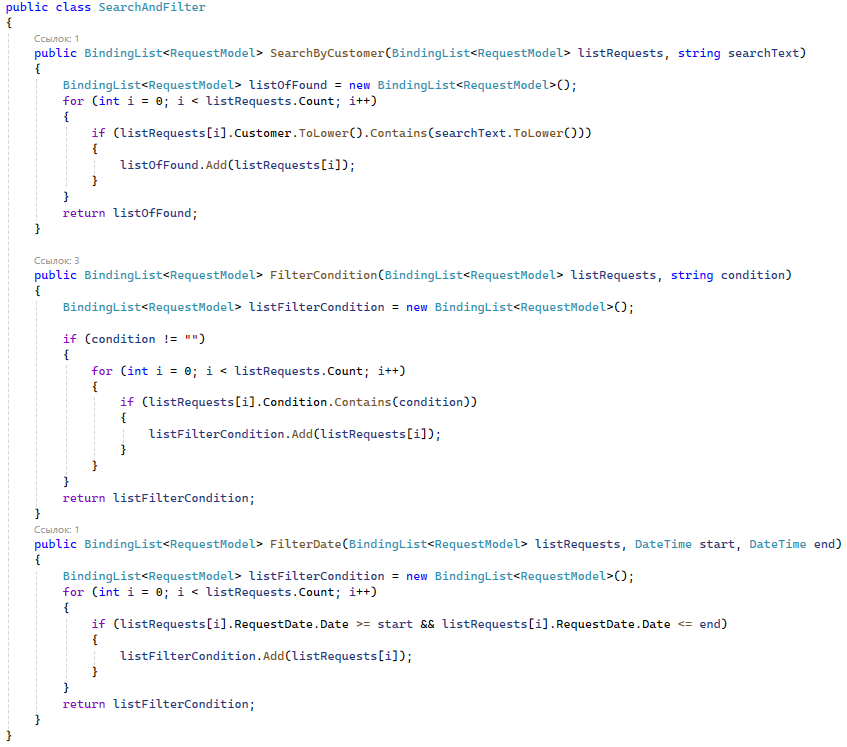 public class SearchAndFilter
{
Ссылок: 1
public BindingList<RequestModel> SearchByCustomer(BindingList<RequestModel> listRequests, string searchText)
{
BindingList<RequestModel> listOfFound = new BindingList<RequestModel>();
for (int i = 0; i < listRequests.Count; i++)
{
if (listRequests[i].Customer.ToLower().Contains(searchText.ToLower()))
{
listOfFound.Add(listRequests[i]);
}
}
return listOfFound;
}
Ссылок: 3
public BindingList<RequestModel> FilterCondition(BindingList<RequestModel> listRequests, string condition)
{
BindingList<RequestModel> listFilterCondition = new BindingList<RequestModel>();
if (condition != "")
{
for (int i = 0; i < listRequests.Count; i++)
{
if (listRequests[i].Condition.Contains(condition))
{
listFilterCondition.Add(listRequests[i]);
}
}
}
return listFilterCondition;
}
Ссылок: 1
public BindingList<RequestModel> FilterDate(BindingList<RequestModel> listRequests, DateTime start, DateTime end)
{
BindingList<RequestModel> listFilterCondition = new BindingList<RequestModel>();
for (int i = 0; i < listRequests.Count; i++)
{
if (listRequests[i].RequestDate.Date >= start && listRequests[i].RequestDate.Date <= end)
{
listFilterCondition.Add(listRequests[i]);
}
}
return listFilterCondition;
}
}